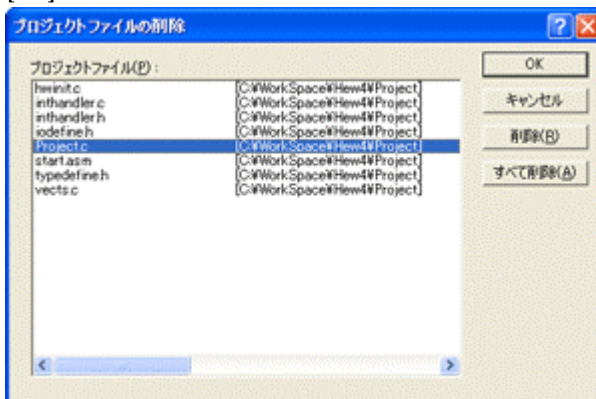 プロジェクトファイルの削除
プロジェクトファイル(P):
OK
hwinit.c [C:¥WorkSpace¥Hew4¥Project]
キャンセル
inthandler.c [C:¥WorkSpace¥Hew4¥Project]
inthandler.h [C:¥WorkSpace¥Hew4¥Project]
削除(R)
iodefine.h [C:¥WorkSpace¥Hew4¥Project]
Project.c [C:¥WorkSpace¥Hew4¥Project]
start.asm [C:¥WorkSpace¥Hew4¥Project]
すべて削除(A)
typedefine.h [C:¥WorkSpace¥Hew4¥Project]
vects.c [C:¥WorkSpace¥Hew4¥Project]